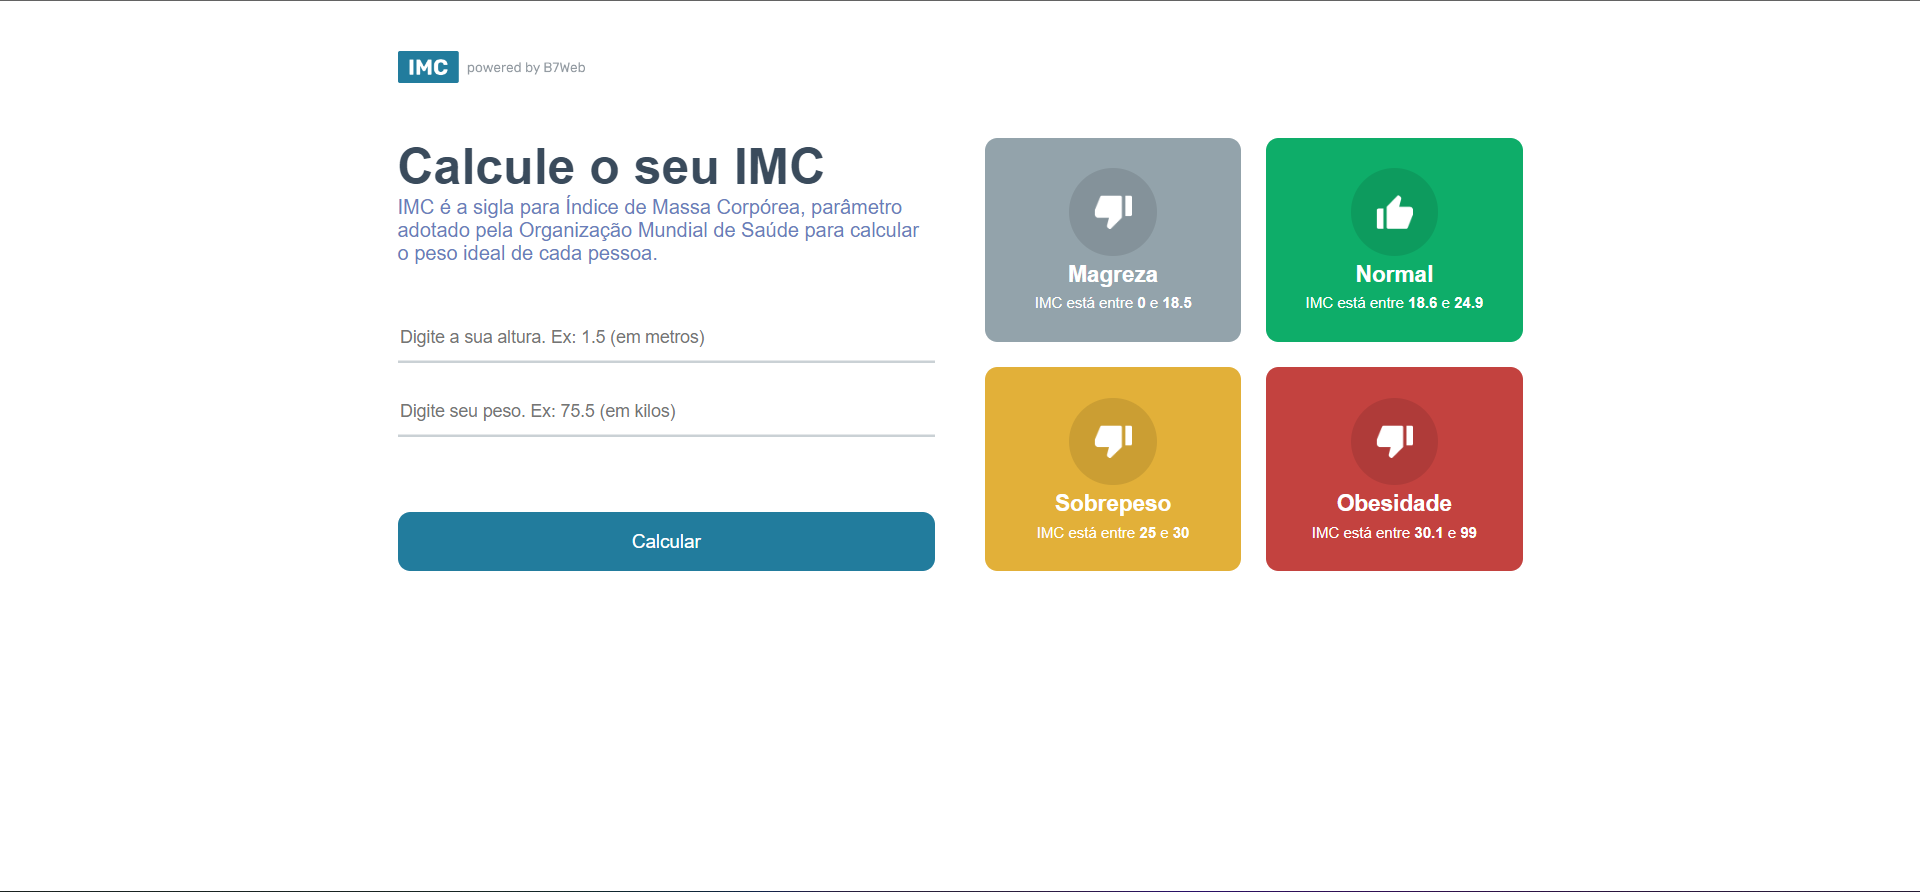 IMC powered by B7Web
Calcule o seu IMC
IMC é a sigla para Índice de Massa Corpórea, parâmetro
adotado pela Organização Mundial de Saúde para calcular
o peso ideal de cada pessoa.
Digite a sua altura. Ex: 1.5 (em metros)
Digite seu peso. Ex: 75.5 (em kilos)
Calcular
Magreza
IMC está entre 0 e 18.5
Normal
IMC está entre 18.6 e 24.9
Sobrepeso
IMC está entre 25 e 30
Obesidade
IMC está entre 30.1 e 99